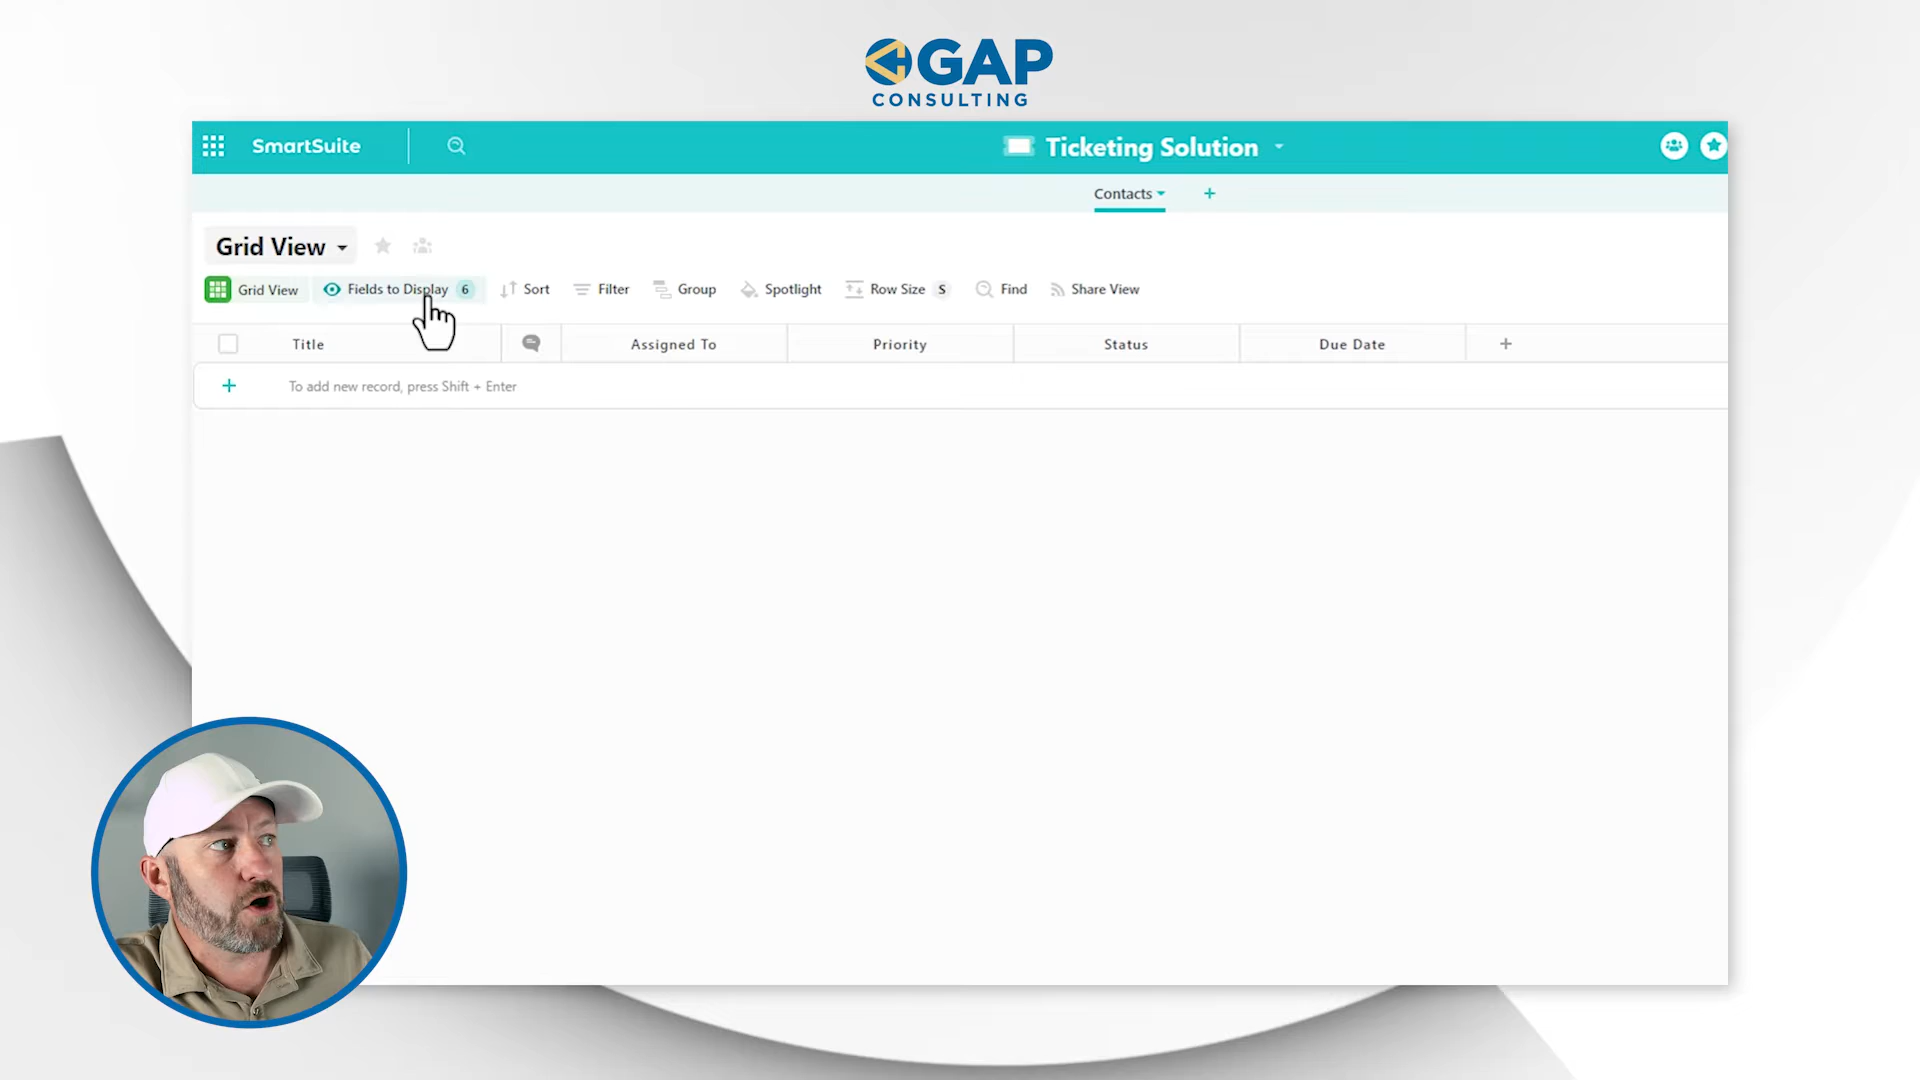 GAP
CONSULTING
SmartSuite
Ticketing Solution
Contacts
Grid View
Grid View
Fields to Display 6
Sort
Filter
Group
Spotlight
Row Size S
Find
Share View
Title
Assigned To
Priority
Status
Due Date
To add new record, press Shift + Enter